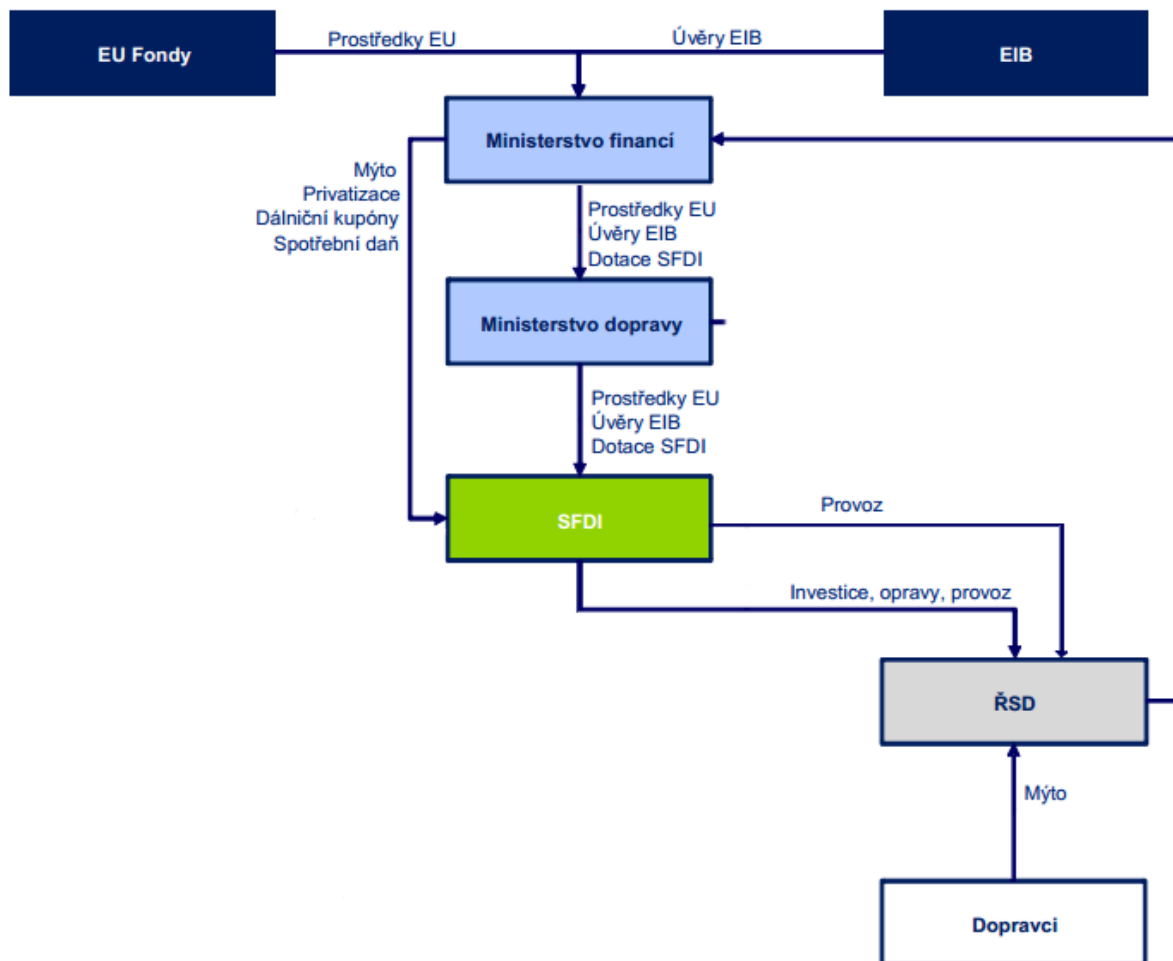 EU Fondy
Prostředky EU
Úvěry EIB
EIB
Ministerstvo financí
Mýto
Privatizace
Dálniční kupóny
Spotřební daň
Prostředky EU
Úvěry EIB
Dotace SFDI
Ministerstvo dopravy
Prostředky EU
Úvěry EIB
Dotace SFDI
SFDI
Provoz
Investice, opravy, provoz
ŘSD
Mýto
Dopravci